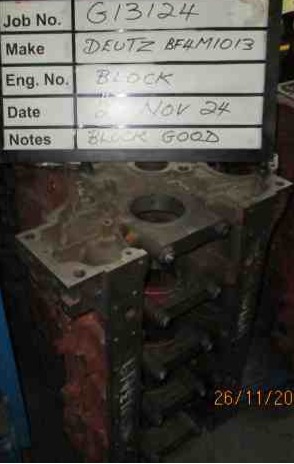 Job No. G13124
Make DEUTZ BF4M1013
Eng. No. BLOCK
Date NOV 24
Notes BLOCK GOOD
26/11/20